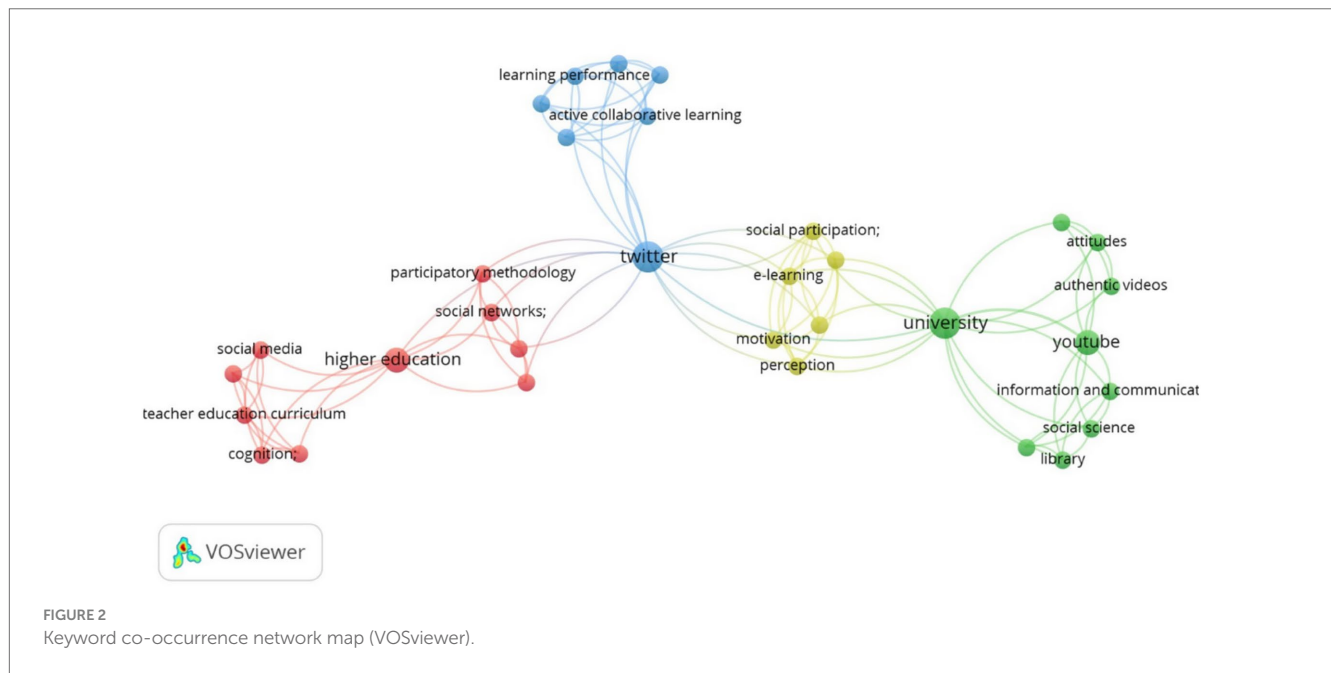 learning performance
active collaborative learning
social participation;
attitudes
twitter
participatory methodology
e-learning
authentic videos
social networks;
university
social media
higher education
motivation
youtube
perception
information and communicat
teacher education curriculum
social science
cognition;
library
VOSviewer
FIGURE 2
Keyword co-occurrence network map (VOSviewer).